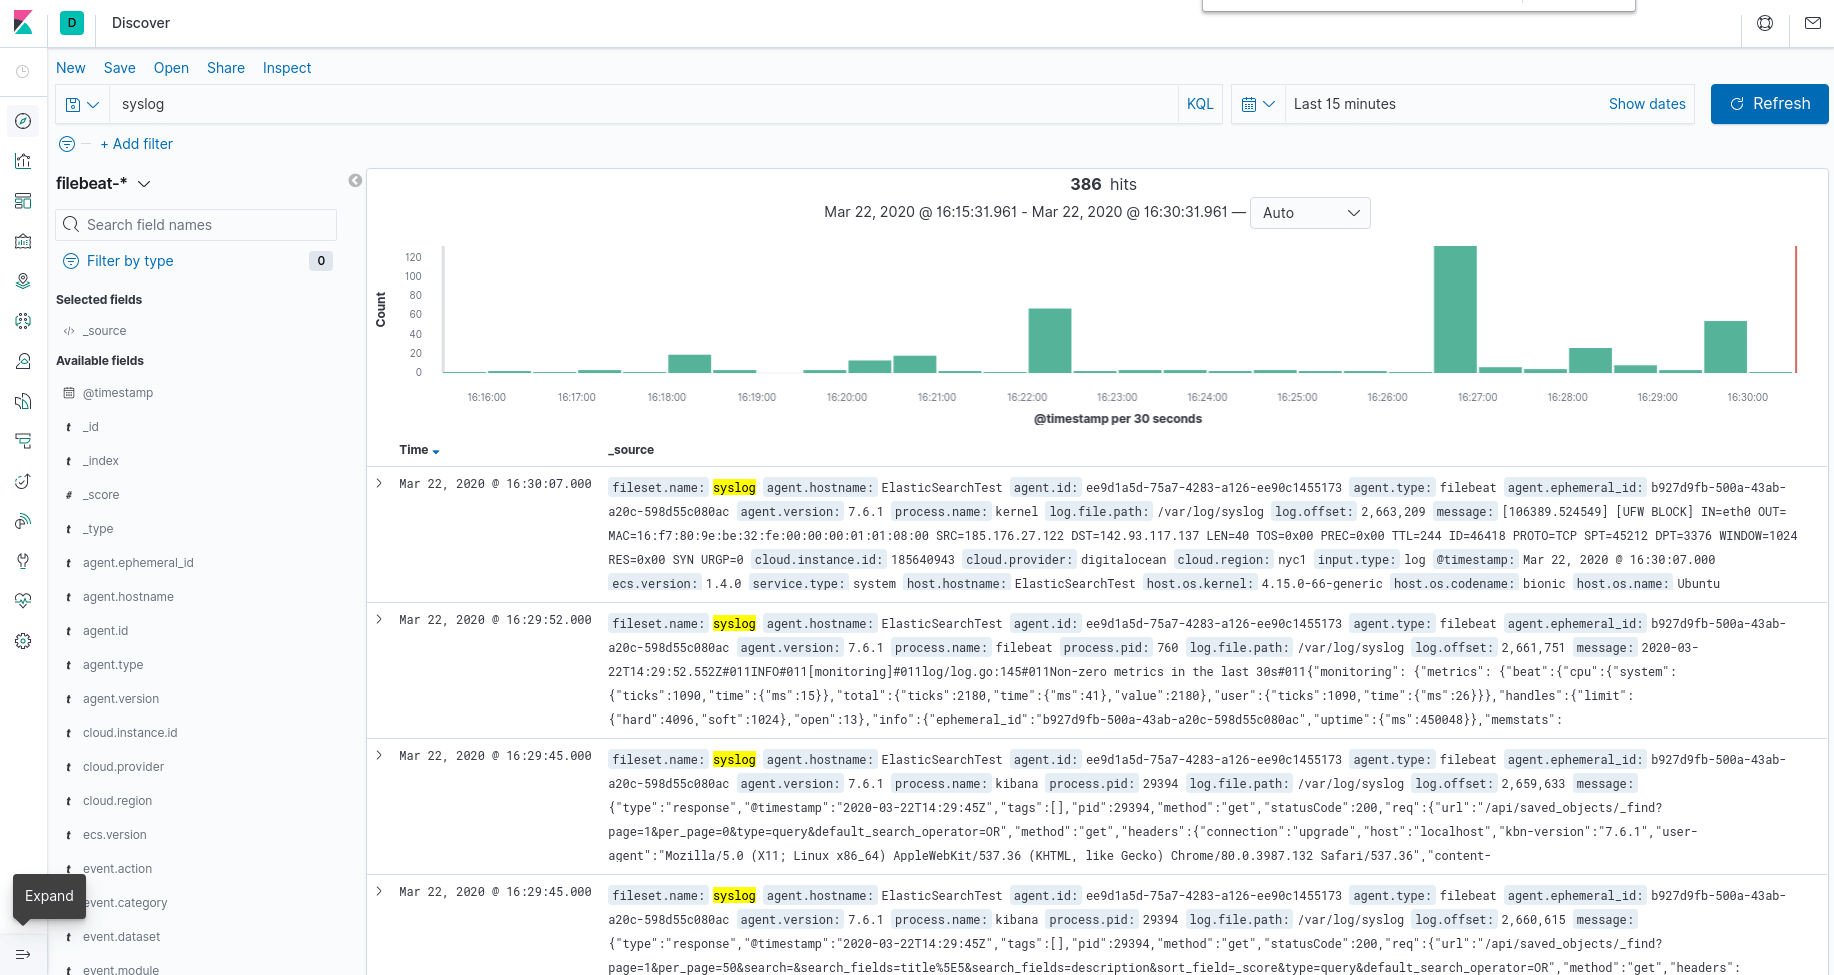 D Discover
New Save Open Share Inspect
syslog KQL Last 15 minutes Show dates Refresh
+ Add filter
filebeat-*
Search field names
Filter by type 0
Selected fields
_source
Available fields
@timestamp
_id
_index
_score
_type
agent.ephemeral_id
agent.hostname
agent.id
agent.type
agent.version
cloud.instance.id
cloud.provider
cloud.region
ecs.version
event.action
event.category
event.dataset
event.module
Expand
386 hits
Mar 22, 2020 @ 16:15:31.961 - Mar 22, 2020 @ 16:30:31.961 — Auto
Count
120
100
80
60
40
20
0
16:16:00 16:17:00 16:18:00 16:19:00 16:20:00 16:21:00 16:22:00 16:23:00 16:24:00 16:25:00 16:26:00 16:27:00 16:28:00 16:29:00 16:30:00
@timestamp per 30 seconds
Time _source
Mar 22, 2020 @ 16:30:07.000
fileset.name: syslog agent.hostname: ElasticSearchTest agent.id: ee9d1a5d-75a7-4283-a126-ee90c1455173 agent.type: filebeat agent.ephemeral_id: b927d9fb-500a-43ab-
a20c-598d55c080ac agent.version: 7.6.1 process.name: kernel log.file.path: /var/log/syslog log.offset: 2,663,209 message: [106389.524549] [UFW BLOCK] IN=eth0 OUT=
MAC=16:f7:80:9e:be:32:fe:00:00:00:01:01:08:00 SRC=185.176.27.122 DST=142.93.117.137 LEN=40 TOS=0x00 PREC=0x00 TTL=244 ID=46418 PROTO=TCP SPT=45212 DPT=3376 WINDOW=1024
RES=0x00 SYN URGP=0 cloud.instance.id: 185640943 cloud.provider: digitalocean cloud.region: nyc1 input.type: log @timestamp: Mar 22, 2020 @ 16:30:07.000
ecs.version: 1.4.0 service.type: system host.hostname: ElasticSearchTest host.os.kernel: 4.15.0-66-generic host.os.codename: bionic host.os.name: Ubuntu
Mar 22, 2020 @ 16:29:52.000
fileset.name: syslog agent.hostname: ElasticSearchTest agent.id: ee9d1a5d-75a7-4283-a126-ee90c1455173 agent.type: filebeat agent.ephemeral_id: b927d9fb-500a-43ab-
a20c-598d55c080ac agent.version: 7.6.1 process.name: filebeat process.pid: 760 log.file.path: /var/log/syslog log.offset: 2,661,751 message: 2020-03-
22T14:29:52.552Z#011INFO#011[monitoring]#011log/log.go:145#011Non-zero metrics in the last 30s#011{"monitoring": {"metrics": {"beat":{"cpu":{"system":
{"ticks":1090,"time":{"ms":15}},"total":{"ticks":2180,"time":{"ms":41},"value":2180},"user":{"ticks":1090,"time":{"ms":26}}},"handles":{"limit":
{"hard":4096,"soft":1024},"open":13},"info":{"ephemeral_id":"b927d9fb-500a-43ab-a20c-598d55c080ac","uptime":{"ms":450048}},"memstats":
Mar 22, 2020 @ 16:29:45.000
fileset.name: syslog agent.hostname: ElasticSearchTest agent.id: ee9d1a5d-75a7-4283-a126-ee90c1455173 agent.type: filebeat agent.ephemeral_id: b927d9fb-500a-43ab-
a20c-598d55c080ac agent.version: 7.6.1 process.name: kibana process.pid: 29394 log.file.path: /var/log/syslog log.offset: 2,659,633 message:
{"type":"response","@timestamp":"2020-03-22T14:29:45Z","tags":[],"pid":29394,"method":"get","statusCode":200,"req":{"url":"/api/saved_objects/_find?
page=1&per_page=0&type=query&default_search_operator=OR","method":"get","headers":{"connection":"upgrade","host":"localhost","kbn-version":"7.6.1","user-
agent":"Mozilla/5.0 (X11; Linux x86_64) AppleWebKit/537.36 (KHTML, like Gecko) Chrome/80.0.3987.132 Safari/537.36","content-
Mar 22, 2020 @ 16:29:45.000
fileset.name: syslog agent.hostname: ElasticSearchTest agent.id: ee9d1a5d-75a7-4283-a126-ee90c1455173 agent.type: filebeat agent.ephemeral_id: b927d9fb-500a-43ab-
a20c-598d55c080ac agent.version: 7.6.1 process.name: kibana process.pid: 29394 log.file.path: /var/log/syslog log.offset: 2,660,615 message:
{"type":"response","@timestamp":"2020-03-22T14:29:45Z","tags":[],"pid":29394,"method":"get","statusCode":200,"req":{"url":"/api/saved_objects/_find?
page=1&per_page=50&search=&search_fields=title%5E5&search_fields=description&sort_field=_score&type=query&default_search_operator=OR","method":"get","headers":